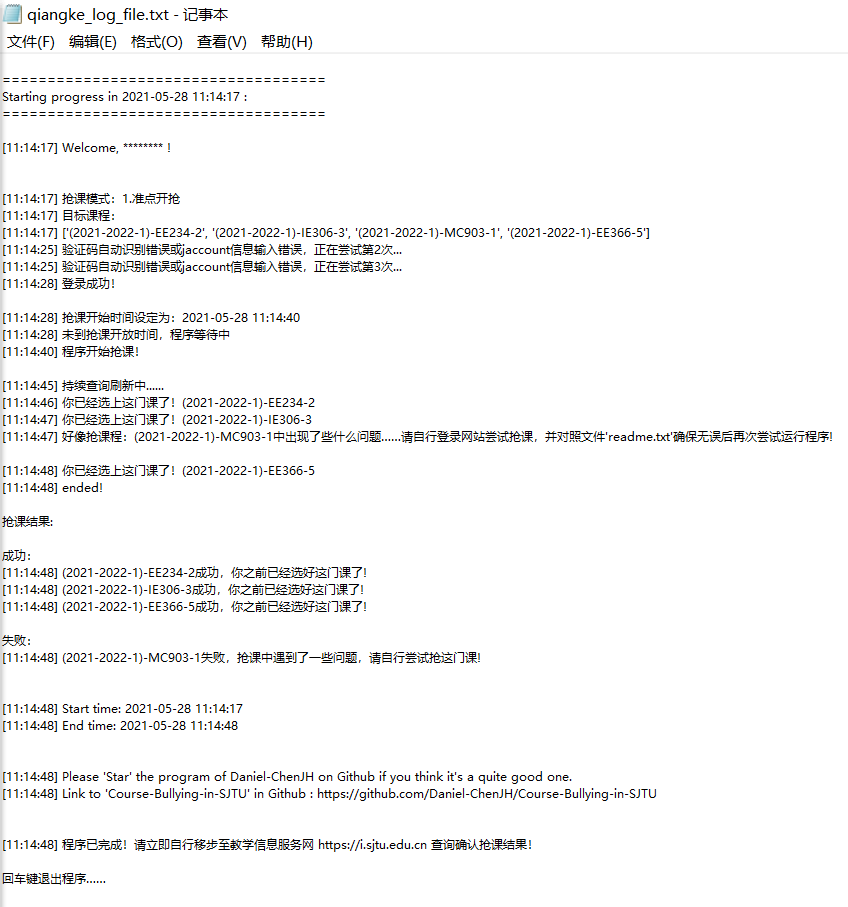 qiangke_log_file.txt - 记事本
文件(F) 编辑(E) 格式(O) 查看(V) 帮助(H)
====================================
Starting progress in 2021-05-28 11:14:17 :
====================================
[11:14:17] Welcome, ******** !
[11:14:17] 抢课模式：1.准点开抢
[11:14:17] 目标课程：
[11:14:17] ['(2021-2022-1)-EE234-2', '(2021-2022-1)-IE306-3', '(2021-2022-1)-MC903-1', '(2021-2022-1)-EE366-5']
[11:14:25] 验证码自动识别错误或jaccount信息输入错误，正在尝试第2次...
[11:14:25] 验证码自动识别错误或jaccount信息输入错误，正在尝试第3次...
[11:14:28] 登录成功！
[11:14:28] 抢课开始时间设定为：2021-05-28 11:14:40
[11:14:28] 未到抢课开放时间，程序等待中
[11:14:40] 程序开始抢课！
[11:14:45] 持续查询刷新中......
[11:14:46] 你已经选上这门课了！(2021-2022-1)-EE234-2
[11:14:47] 你已经选上这门课了！(2021-2022-1)-IE306-3
[11:14:47] 好像抢课程：(2021-2022-1)-MC903-1中出现了些什么问题......请自行登录网站尝试抢课，并对照文件'readme.txt'确保无误后再次尝试运行程序!
[11:14:48] 你已经选上这门课了！(2021-2022-1)-EE366-5
[11:14:48] ended!
抢课结果:
成功：
[11:14:48] (2021-2022-1)-EE234-2成功，你之前已经选好这门课了!
[11:14:48] (2021-2022-1)-IE306-3成功，你之前已经选好这门课了!
[11:14:48] (2021-2022-1)-EE366-5成功，你之前已经选好这门课了!
失败：
[11:14:48] (2021-2022-1)-MC903-1失败，抢课中遇到了一些问题，请自行尝试抢这门课!
[11:14:48] Start time: 2021-05-28 11:14:17
[11:14:48] End time: 2021-05-28 11:14:48
[11:14:48] Please 'Star' the program of Daniel-ChenJH on Github if you think it's a quite good one.
[11:14:48] Link to 'Course-Bullying-in-SJTU' in Github : https://github.com/Daniel-ChenJH/Course-Bullying-in-SJTU
[11:14:48] 程序已完成！请立即自行移步至教学信息服务网 https://i.sjtu.edu.cn 查询确认抢课结果！
回车键退出程序......